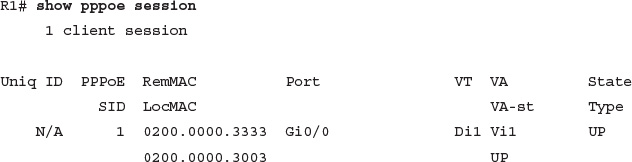 R1# show pppoe session
     1 client session

Uniq ID  PPPoE  RemMAC          Port                    VT  VA         State
           SID  LocMAC                                      VA-st      Type
    N/A      1  0200.0000.3333  Gi0/0                   Di1 Vi1        UP
                0200.0000.3003                              UP